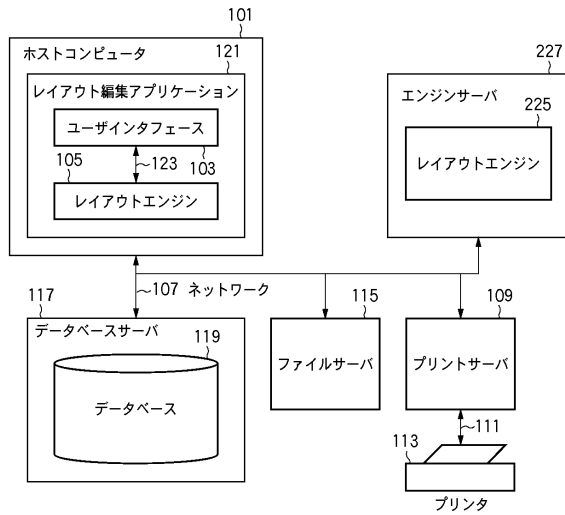 101
ホストコンピュータ
121
レイアウト編集アプリケーション
ユーザインタフェース
105
123
103
レイアウトエンジン
227
エンジンサーバ
225
レイアウトエンジン
107 ネットワーク
117
データベースサーバ
119
データベース
115
ファイルサーバ
109
プリントサーバ
111
113
プリンタ